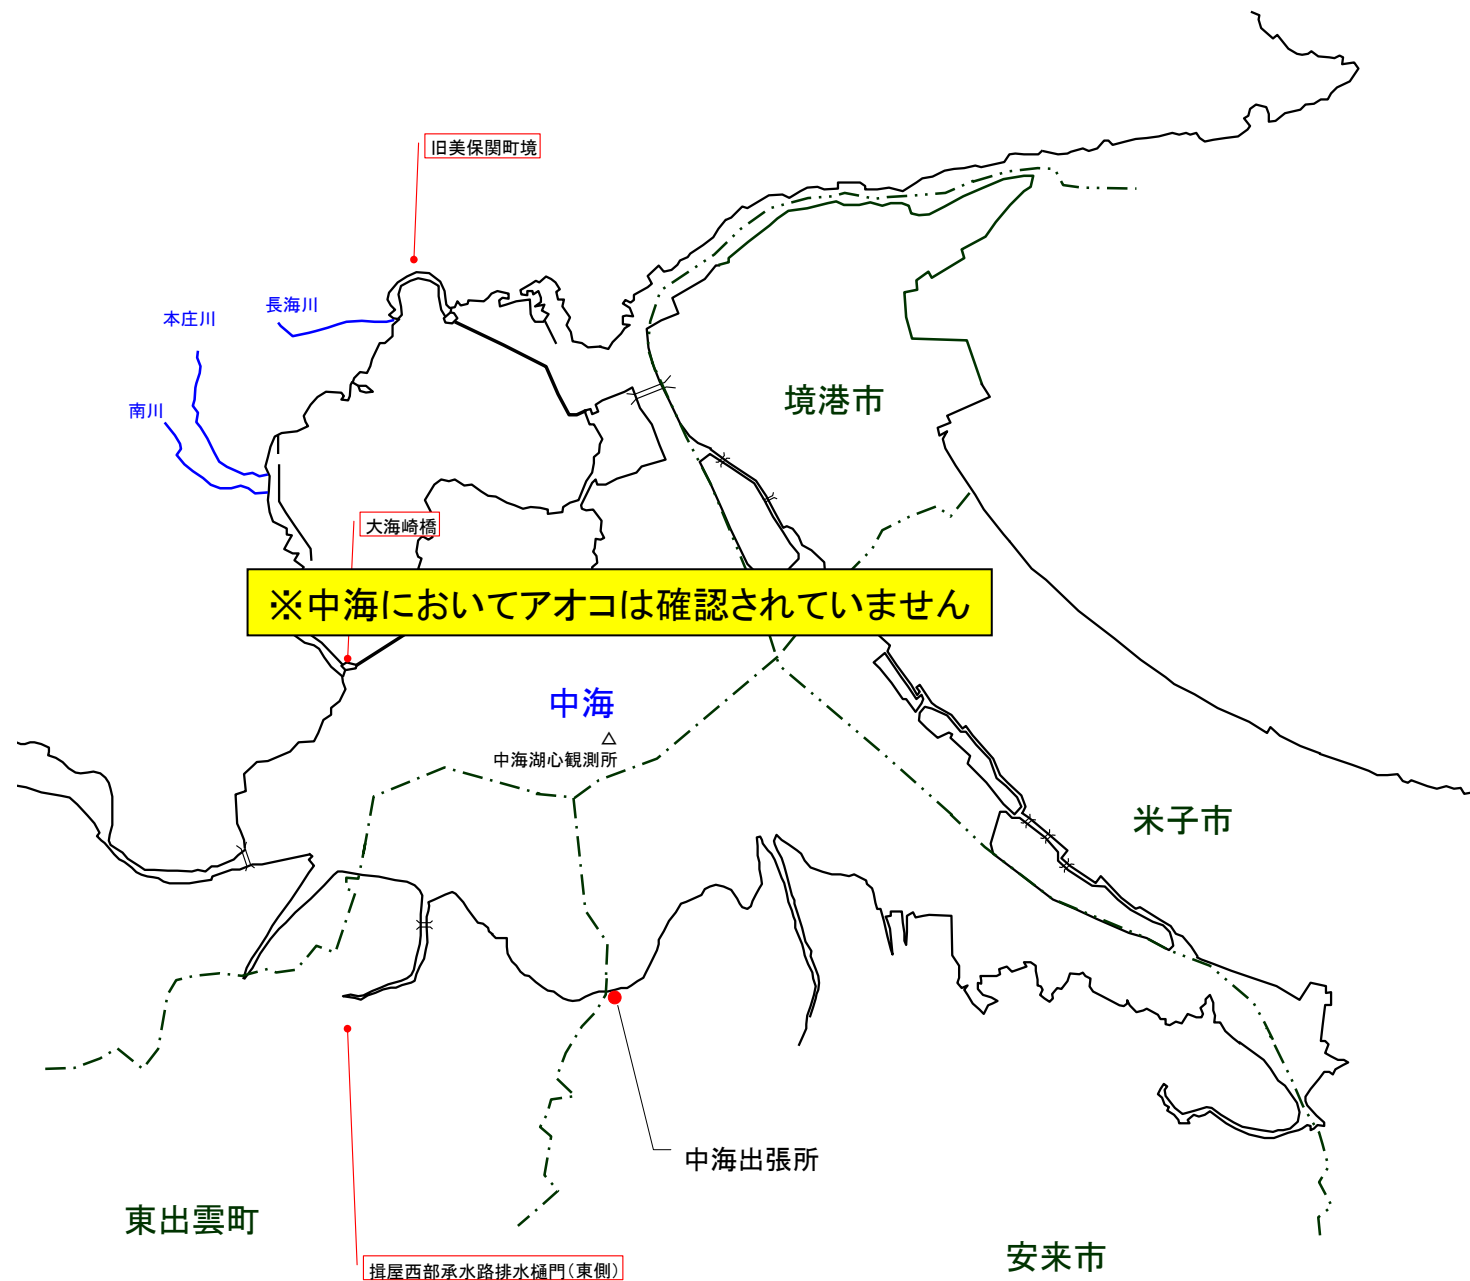 旧美保関町境
長海川
本庄川
南川
境港市
大海崎橋
※中海においてアオコは確認されていません
中海
△
中海湖心観測所
米子市
中海出張所
東出雲町
安来市
揖屋西部承水路排水樋門(東側)